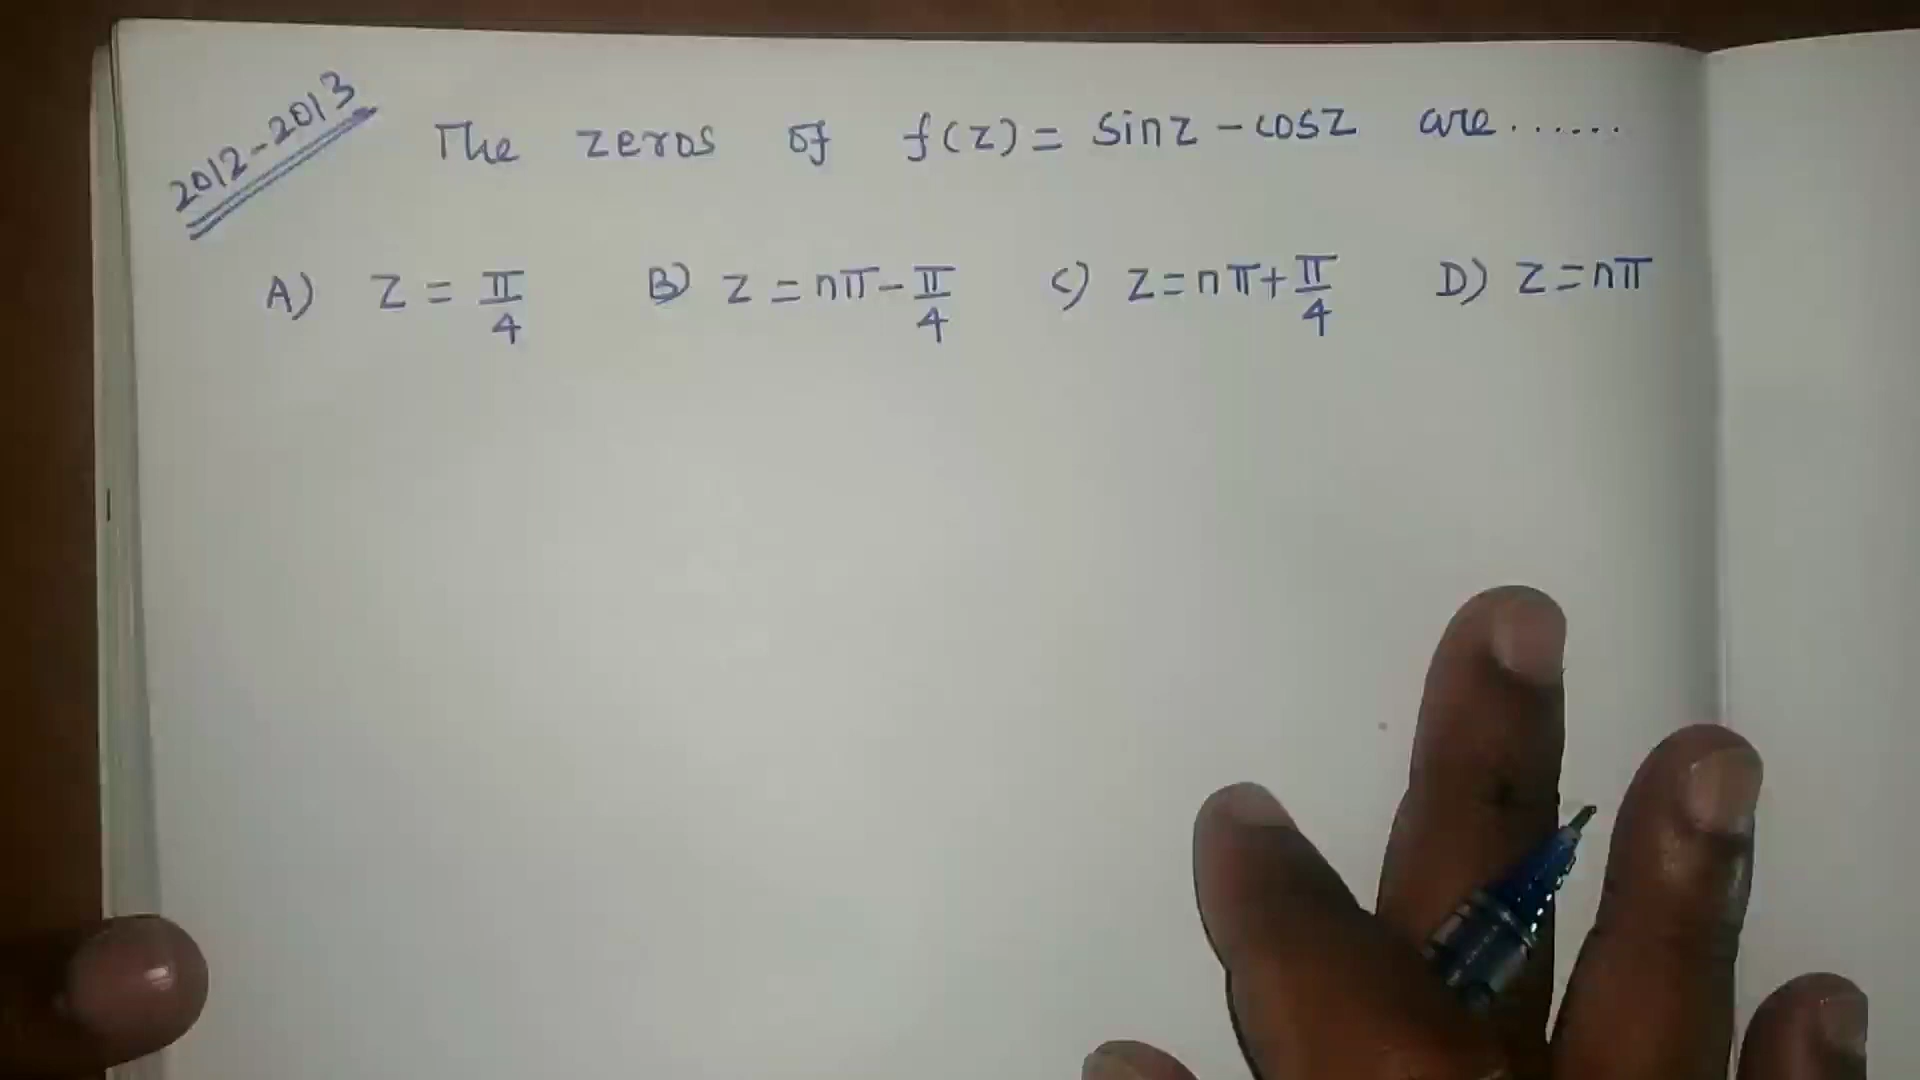 2012-2013
The zeros of f(z) = sinz - cosz are......
A) z = π/4 B) z = nπ - π/4 C) z = nπ + π/4 D) z = nπ